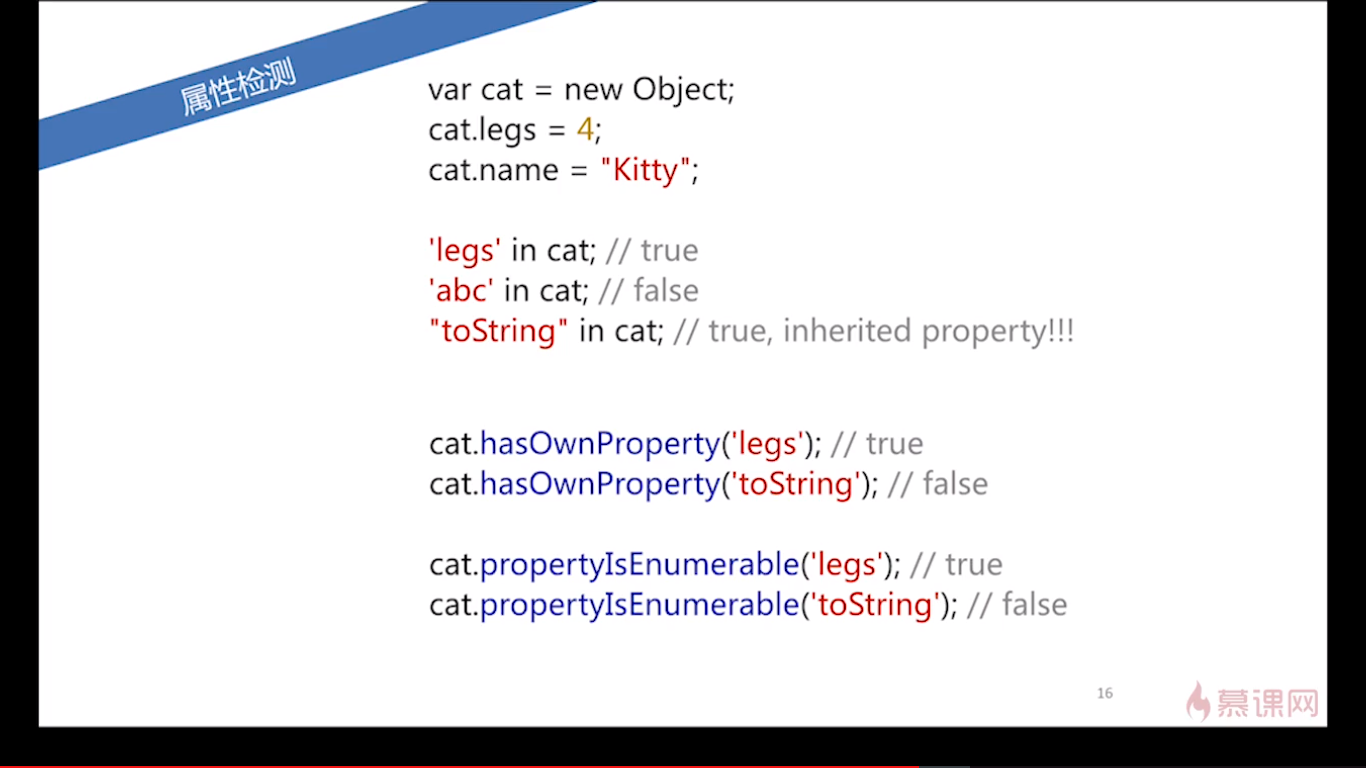 属性检测
var cat = new Object;
cat.legs = 4;
cat.name = "Kitty";
'legs' in cat; // true
'abc' in cat; // false
"toString" in cat; // true, inherited property!!!
cat.hasOwnProperty('legs'); // true
cat.hasOwnProperty('toString'); // false
cat.propertyIsEnumerable('legs'); // true
cat.propertyIsEnumerable('toString'); // false
16
慕课网